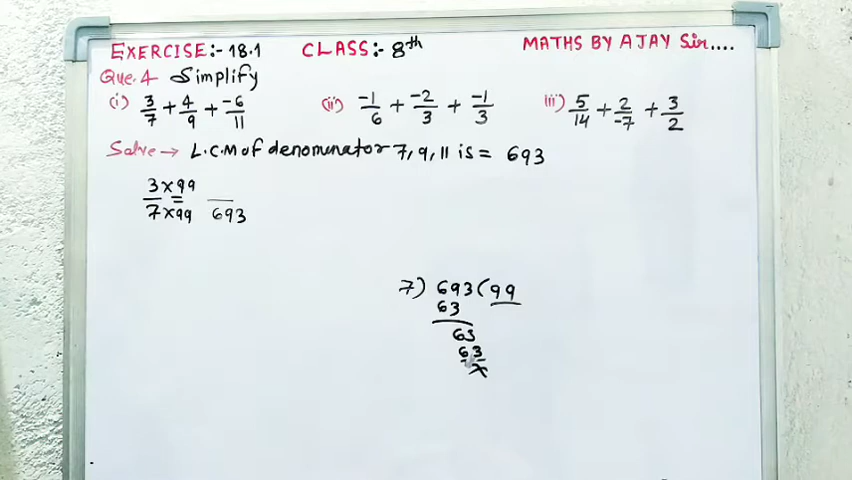 EXERCISE:- 18.1 CLASS:- 8th MATHS BY AJAY Sir....
Que.4 Simplify
(i) 3/7 + 4/9 + -6/11 (ii) -1/6 + -2/3 + -1/3 iii) 5/14 + 2/-7 + 3/2
Solve → L.C.M of denominator 7, 9, 11 is = 693
3×99
7×99 = /693
7) 693 ( 99
63
63
63
×